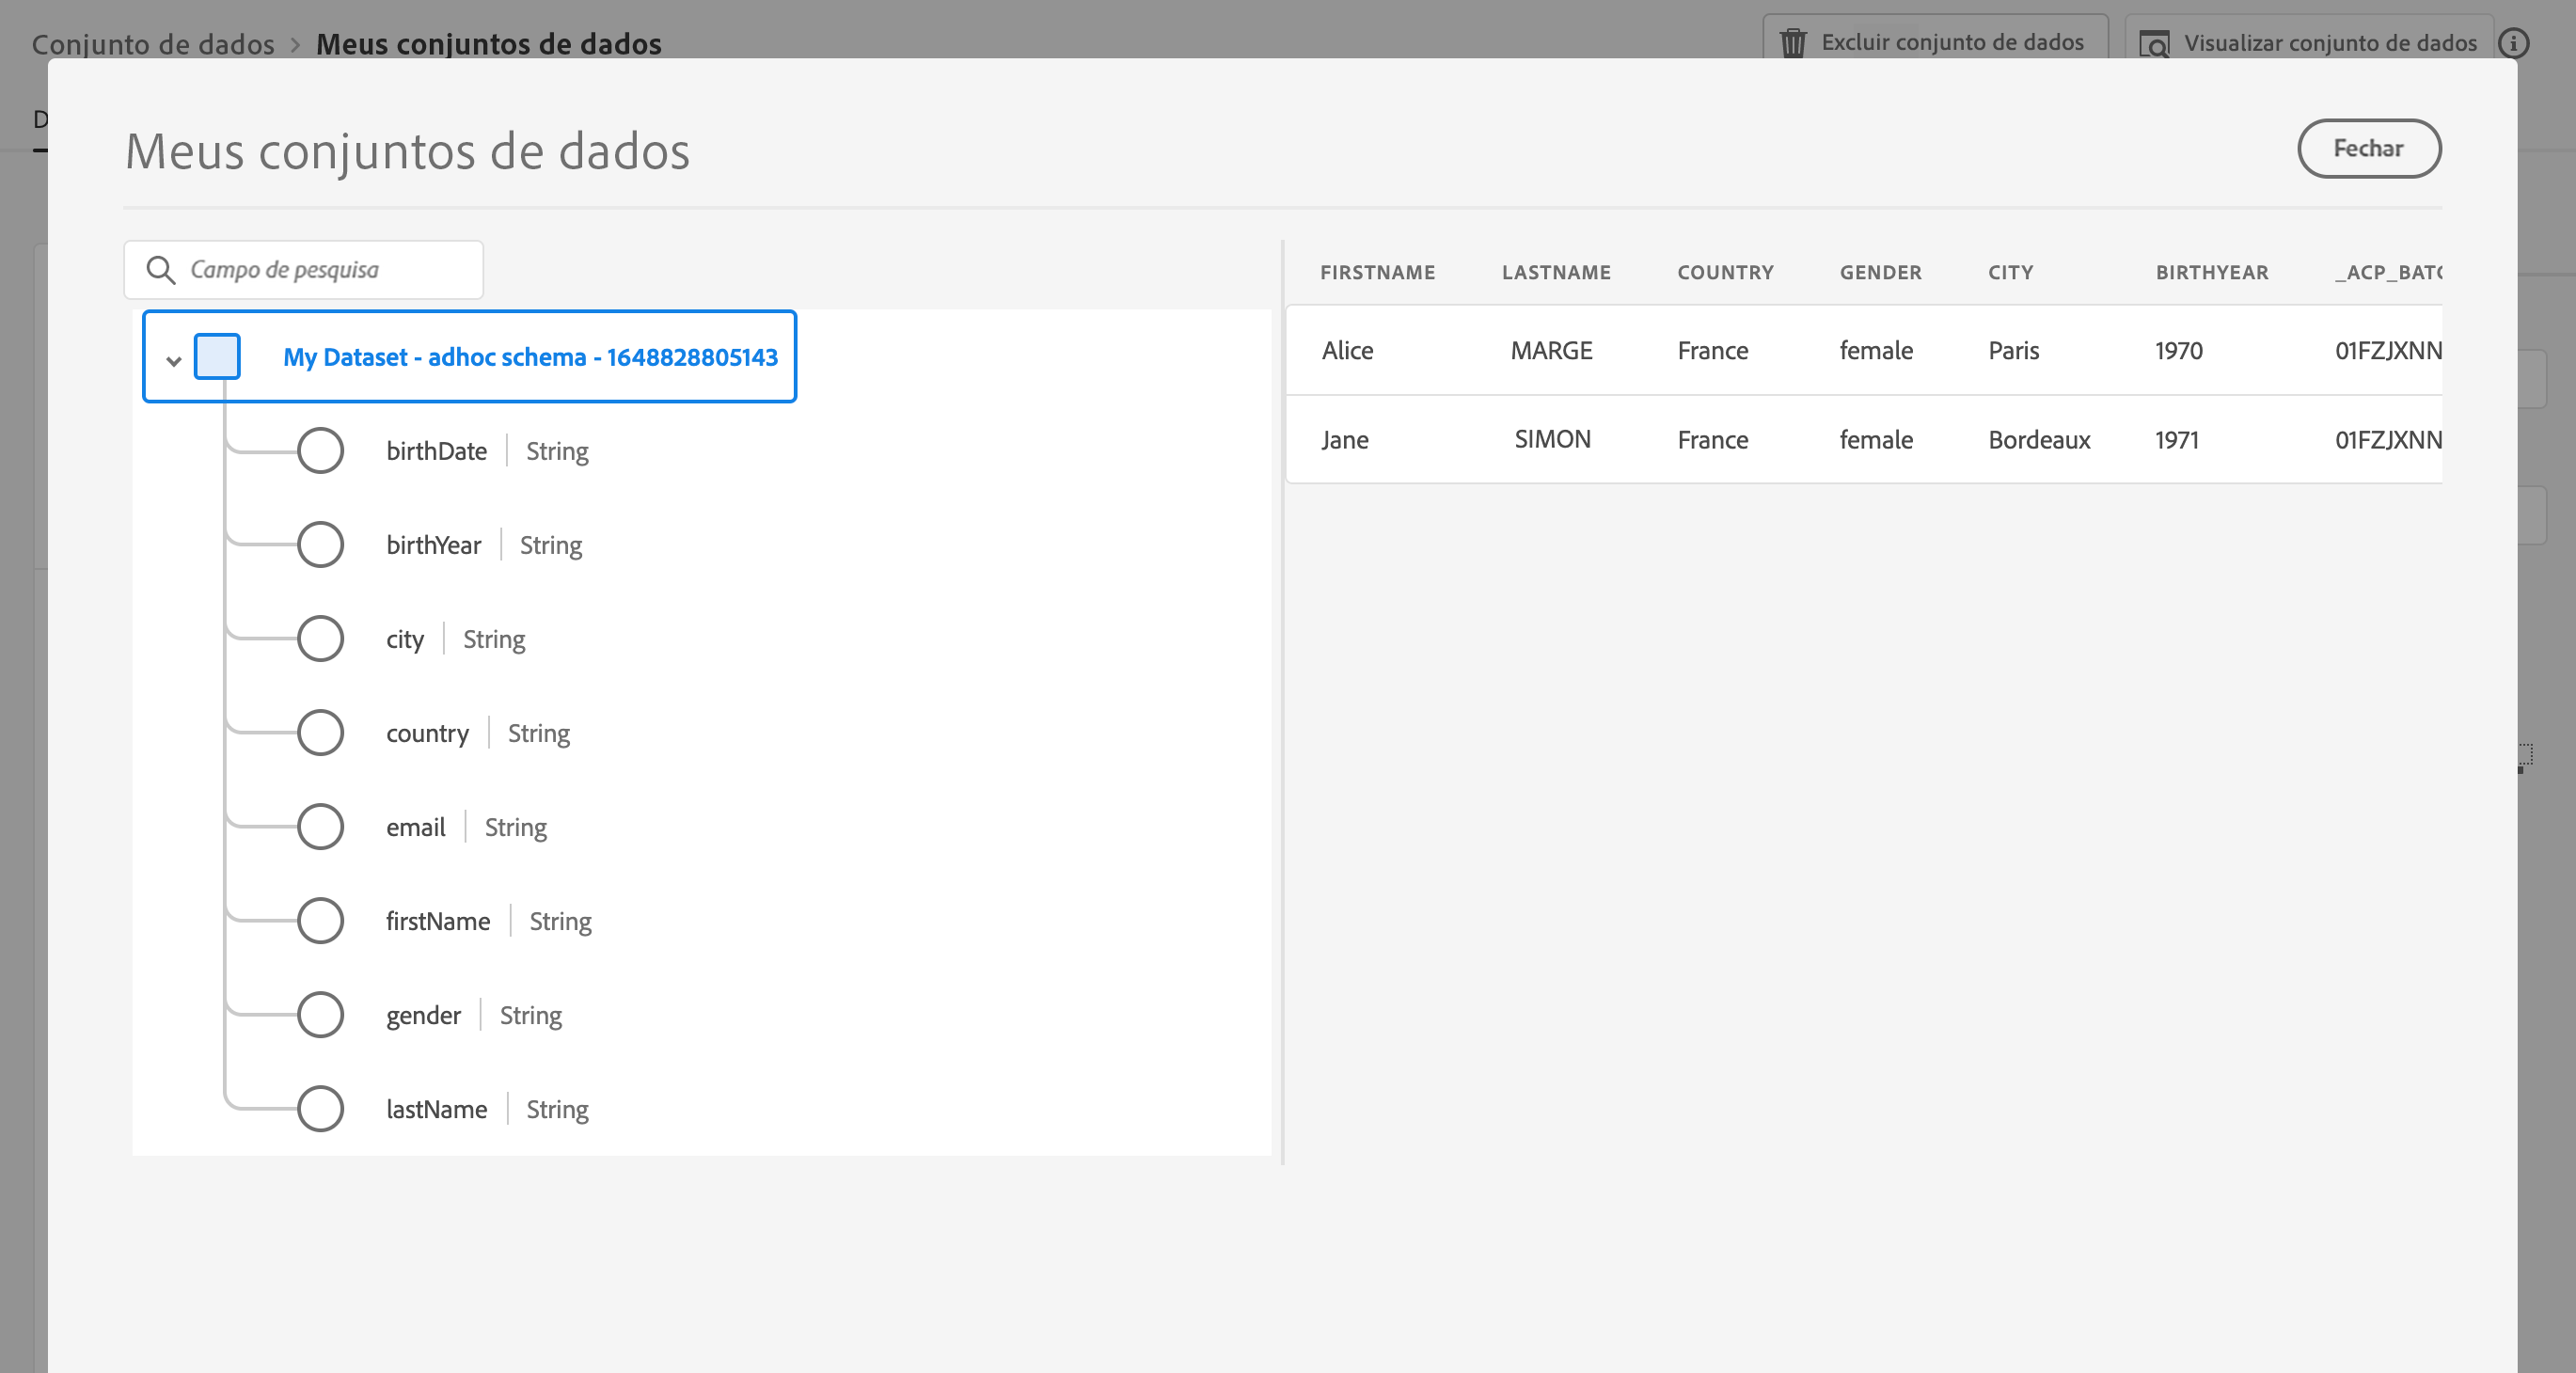 Conjunto de dados > Meus conjuntos de dados
Excluir conjunto de dados
Visualizar conjunto de dados
D
Meus conjuntos de dados
Fechar
Campo de pesquisa
My Dataset - adhoc schema - 1648828805143
birthDate | String
birthYear | String
city | String
country | String
email | String
firstName | String
gender | String
lastName | String
FIRSTNAME LASTNAME COUNTRY GENDER CITY BIRTHYEAR _ACP_BATC
Alice MARGE France female Paris 1970 01FZJXNN
Jane SIMON France female Bordeaux 1971 01FZJXNN